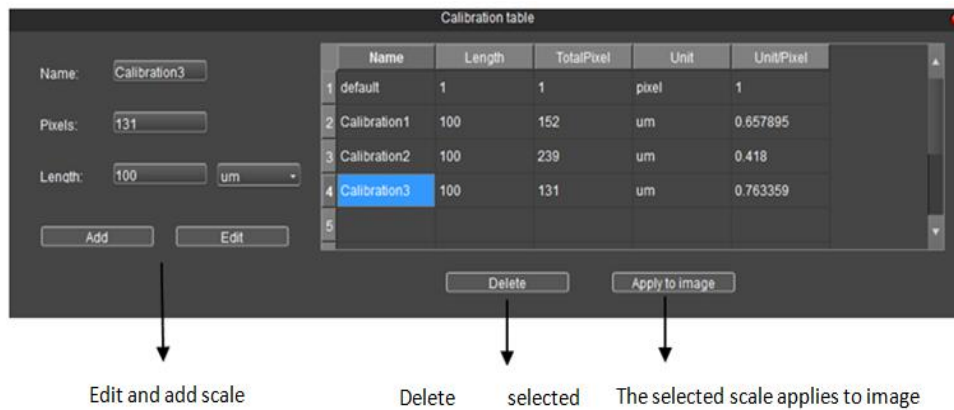 Calibration table
Name: Calibration3
Pixels: 131
Length: 100 um
Add Edit
Name Length TotalPixel Unit Unit/Pixel
1 default 1 1 pixel 1
2 Calibration1 100 152 um 0.657895
3 Calibration2 100 239 um 0.418
4 Calibration3 100 131 um 0.763359
5
Delete Apply to image
Edit and add scale
Delete selected
The selected scale applies to image